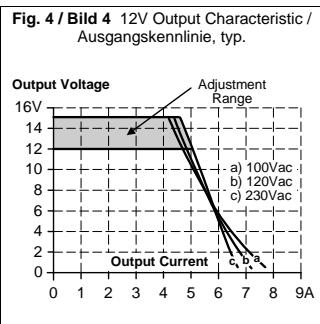 Fig. 4 / Bild 4 12V Output Characteristic /
Ausgangskennlinie, typ.
Output Voltage
Adjustment
Range
16V
14
12
10
8
6
4
2
0
a) 100Vac
b) 120Vac
c) 230Vac
Output Current
c b a
0 1 2 3 4 5 6 7 8 9A